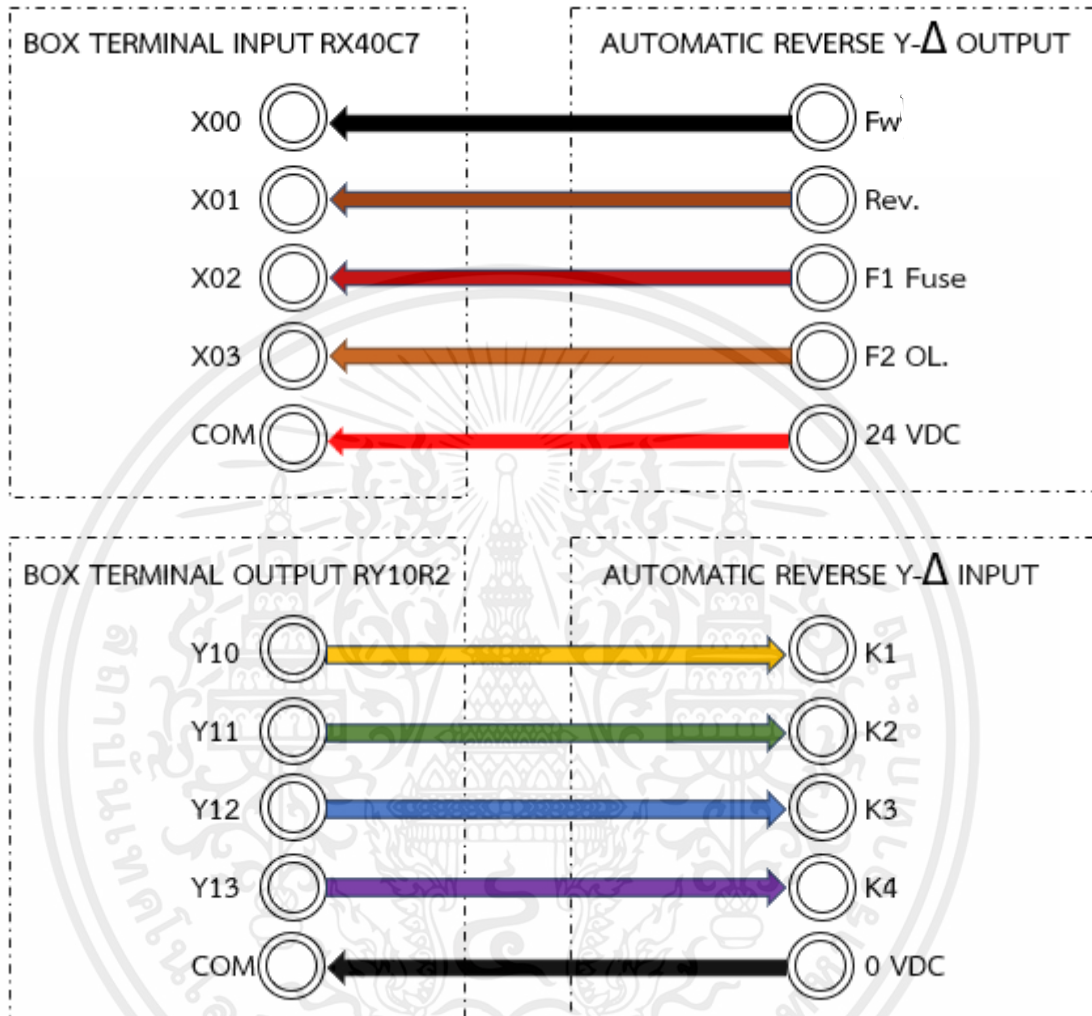 BOX TERMINAL INPUT RX40C7
AUTOMATIC REVERSE Y-Δ OUTPUT
X00
Fw
X01
Rev.
X02
F1 Fuse
X03
F2 OL.
COM
24 VDC
BOX TERMINAL OUTPUT RY10R2
AUTOMATIC REVERSE Y-Δ INPUT
Y10
K1
Y11
K2
Y12
K3
Y13
K4
COM
0 VDC